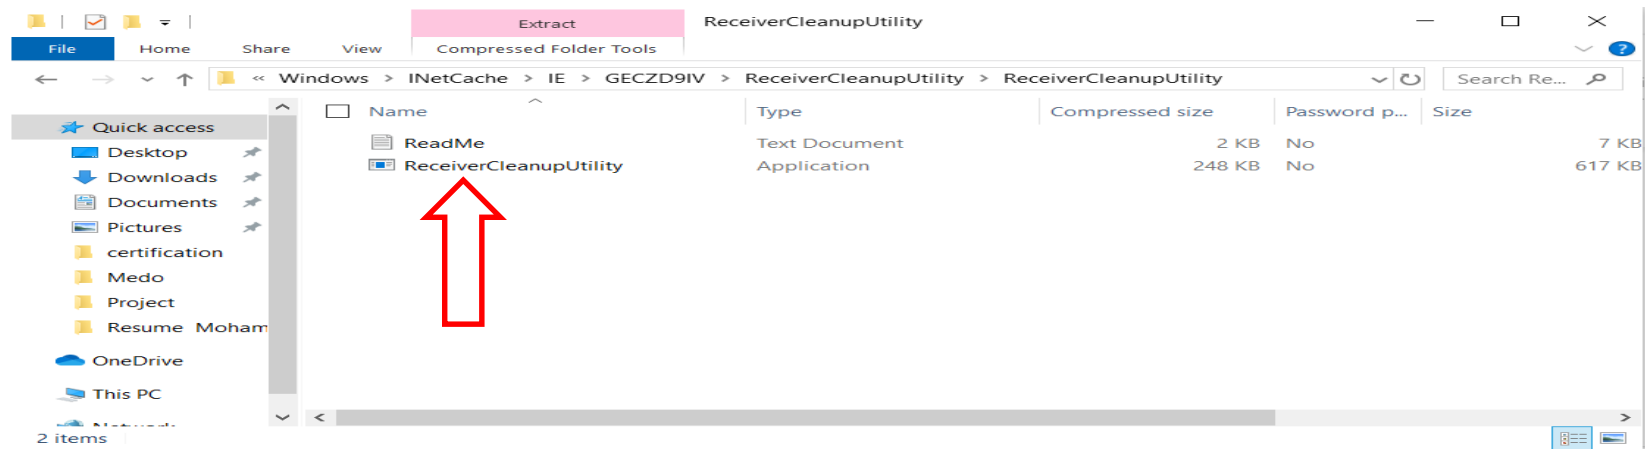 Extract ReceiverCleanupUtility
File Home Share View Compressed Folder Tools
« Windows > INetCache > IE > GECZD9IV > ReceiverCleanupUtility > ReceiverCleanupUtility Search Re...
Name Type Compressed size Password p... Size
Quick access
Desktop
Downloads
Documents
Pictures
certification
Medo
Project
Resume Moham
OneDrive
This PC
ReadMe Text Document 2 KB No 7 KB
ReceiverCleanupUtility Application 248 KB No 617 KB
2 items